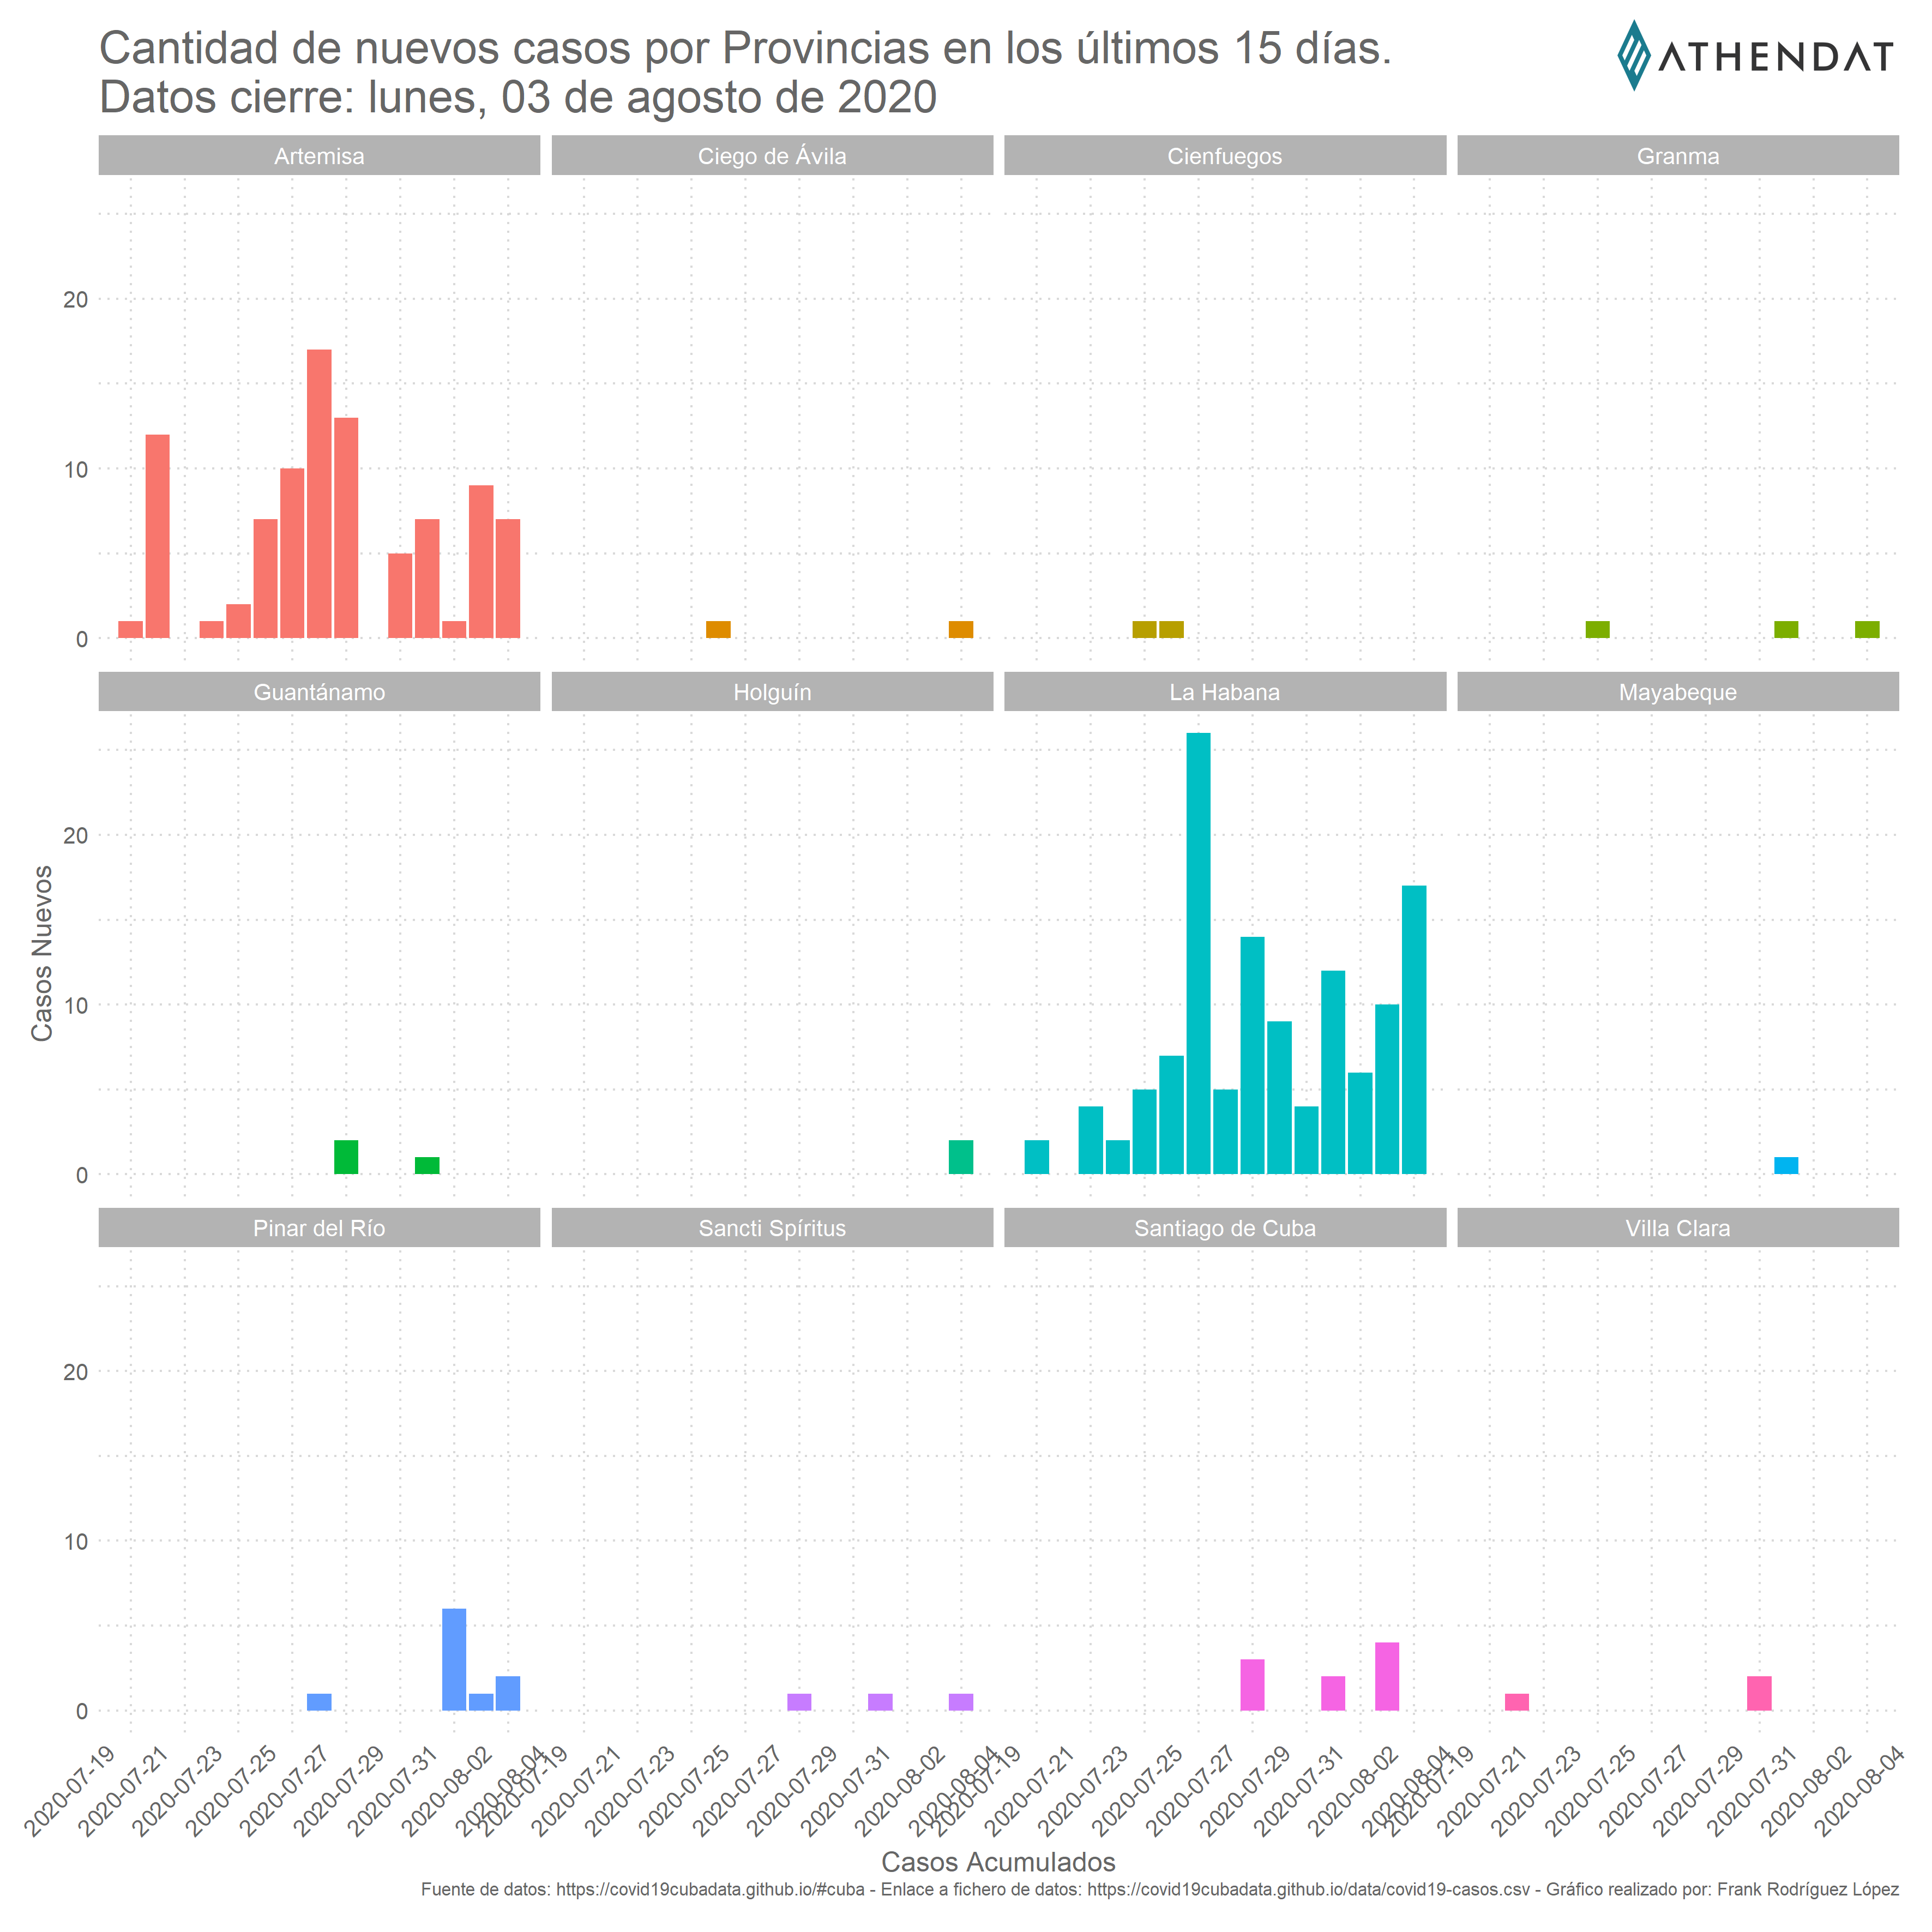 Cantidad de nuevos casos por Provincias en los últimos 15 días.
Datos cierre: lunes, 03 de agosto de 2020
ATHENDAT
Artemisa
Ciego de Ávila
Cienfuegos
Granma
20
10
0
Guantánamo
Holguín
La Habana
Mayabeque
Casos Nuevos
20
10
0
Pinar del Río
Sancti Spíritus
Santiago de Cuba
Villa Clara
20
10
0
2020-07-19
2020-07-21
2020-07-23
2020-07-25
2020-07-27
2020-07-29
2020-07-31
2020-08-02
2020-08-04
2020-07-19
2020-07-21
2020-07-23
2020-07-25
2020-07-27
2020-07-29
2020-07-31
2020-08-02
2020-08-04
2020-07-19
2020-07-21
2020-07-23
2020-07-25
2020-07-27
2020-07-29
2020-07-31
2020-08-02
2020-08-04
2020-07-19
2020-07-21
2020-07-23
2020-07-25
2020-07-27
2020-07-29
2020-07-31
2020-08-02
2020-08-04
Casos Acumulados
Fuente de datos: https://covid19cubadata.github.io/#cuba - Enlace a fichero de datos: https://covid19cubadata.github.io/data/covid19-casos.csv - Gráfico realizado por: Frank Rodríguez López